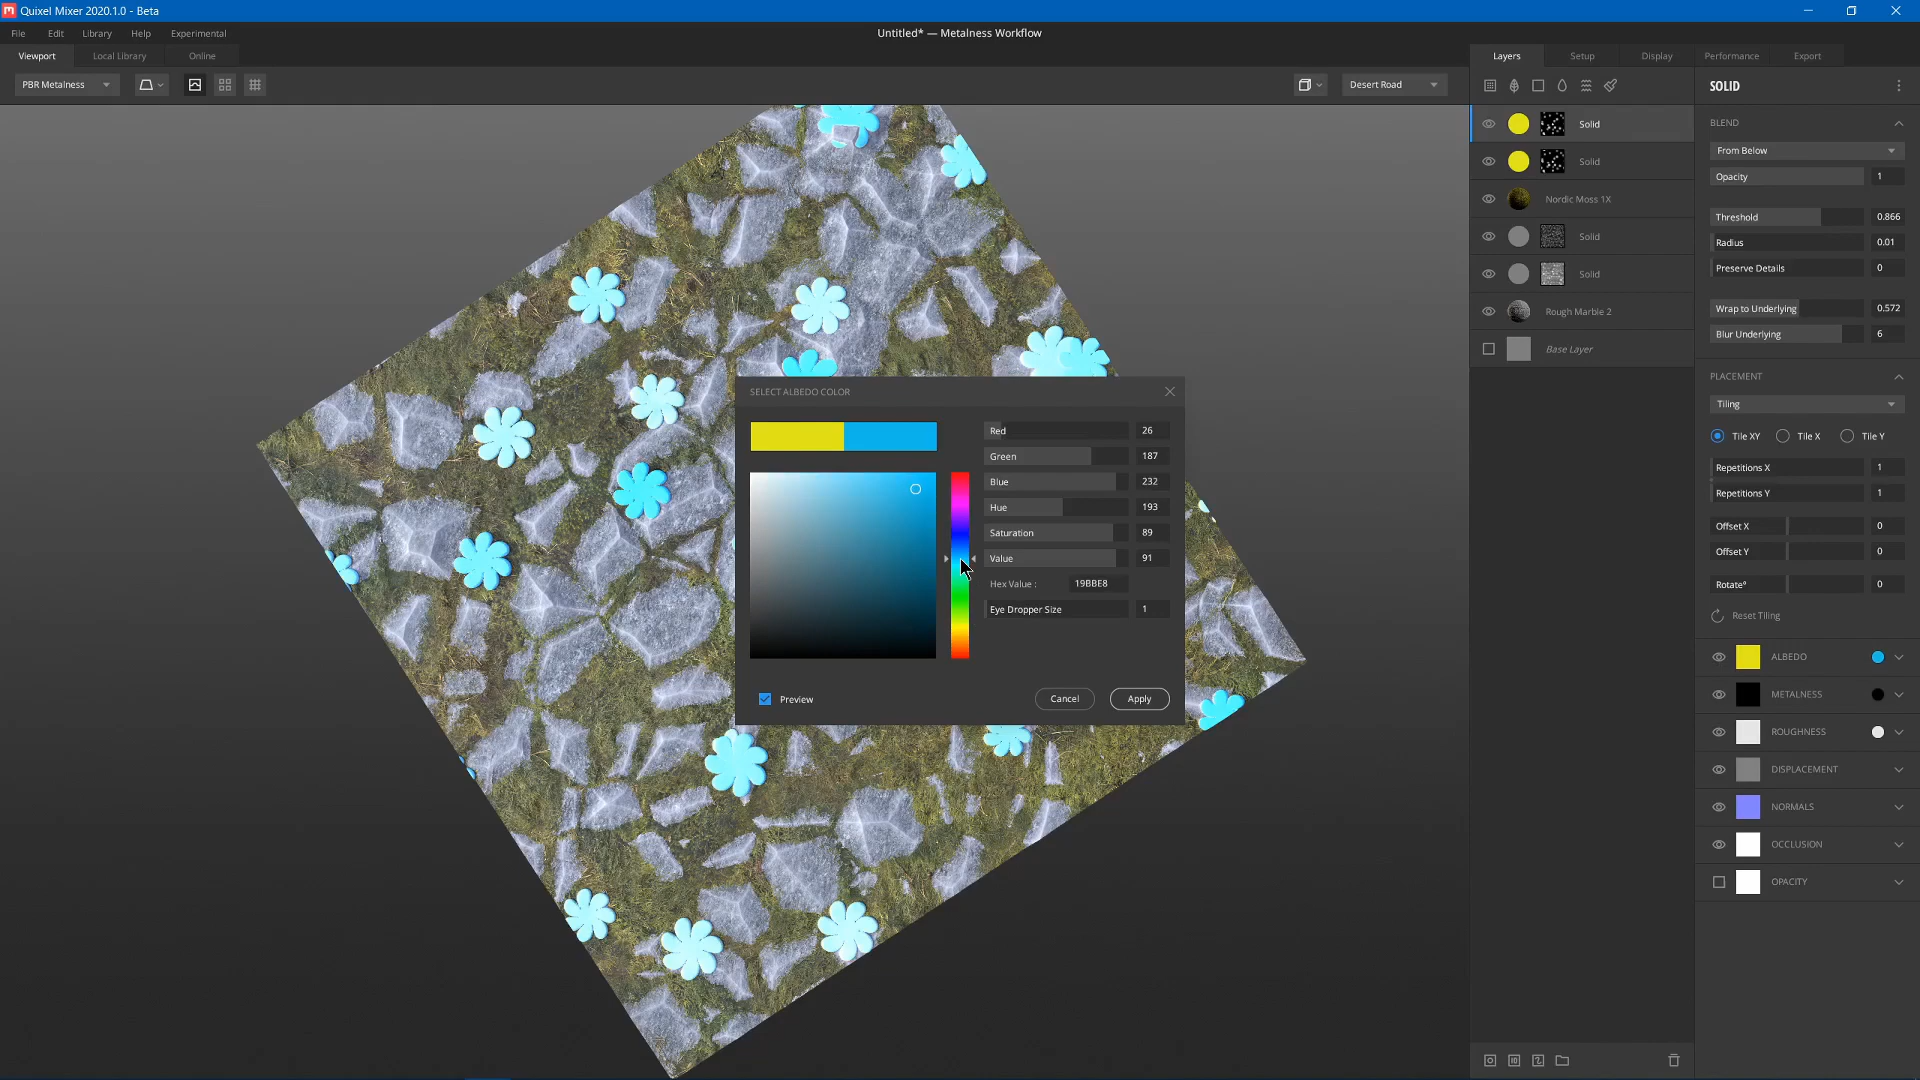 Quixel Mixer 2020.1.0 - Beta
File Edit Library Help Experimental
Untitled* — Metalness Workflow
Viewport Local Library Online
Layers Setup Display Performance Export
PBR Metalness
Desert Road
SOLID
Solid
BLEND
From Below
Solid
Opacity 1
Nordic Moss 1X
Threshold 0.866
Solid
Radius 0.01
Preserve Details 0
Solid
Rough Marble 2
Wrap to Underlying 0.572
Blur Underlying 6
Base Layer
PLACEMENT
Tiling
Tile XY Tile X Tile Y
Repetitions X 1
Repetitions Y 1
Offset X 0
Offset Y 0
Rotate° 0
Reset Tiling
ALBEDO
METALNESS
ROUGHNESS
DISPLACEMENT
NORMALS
OCCLUSION
OPACITY
SELECT ALBEDO COLOR
Red 26
Green 187
Blue 232
Hue 193
Saturation 89
Value 91
Hex Value : 19BBE8
Eye Dropper Size 1
Preview
Cancel Apply